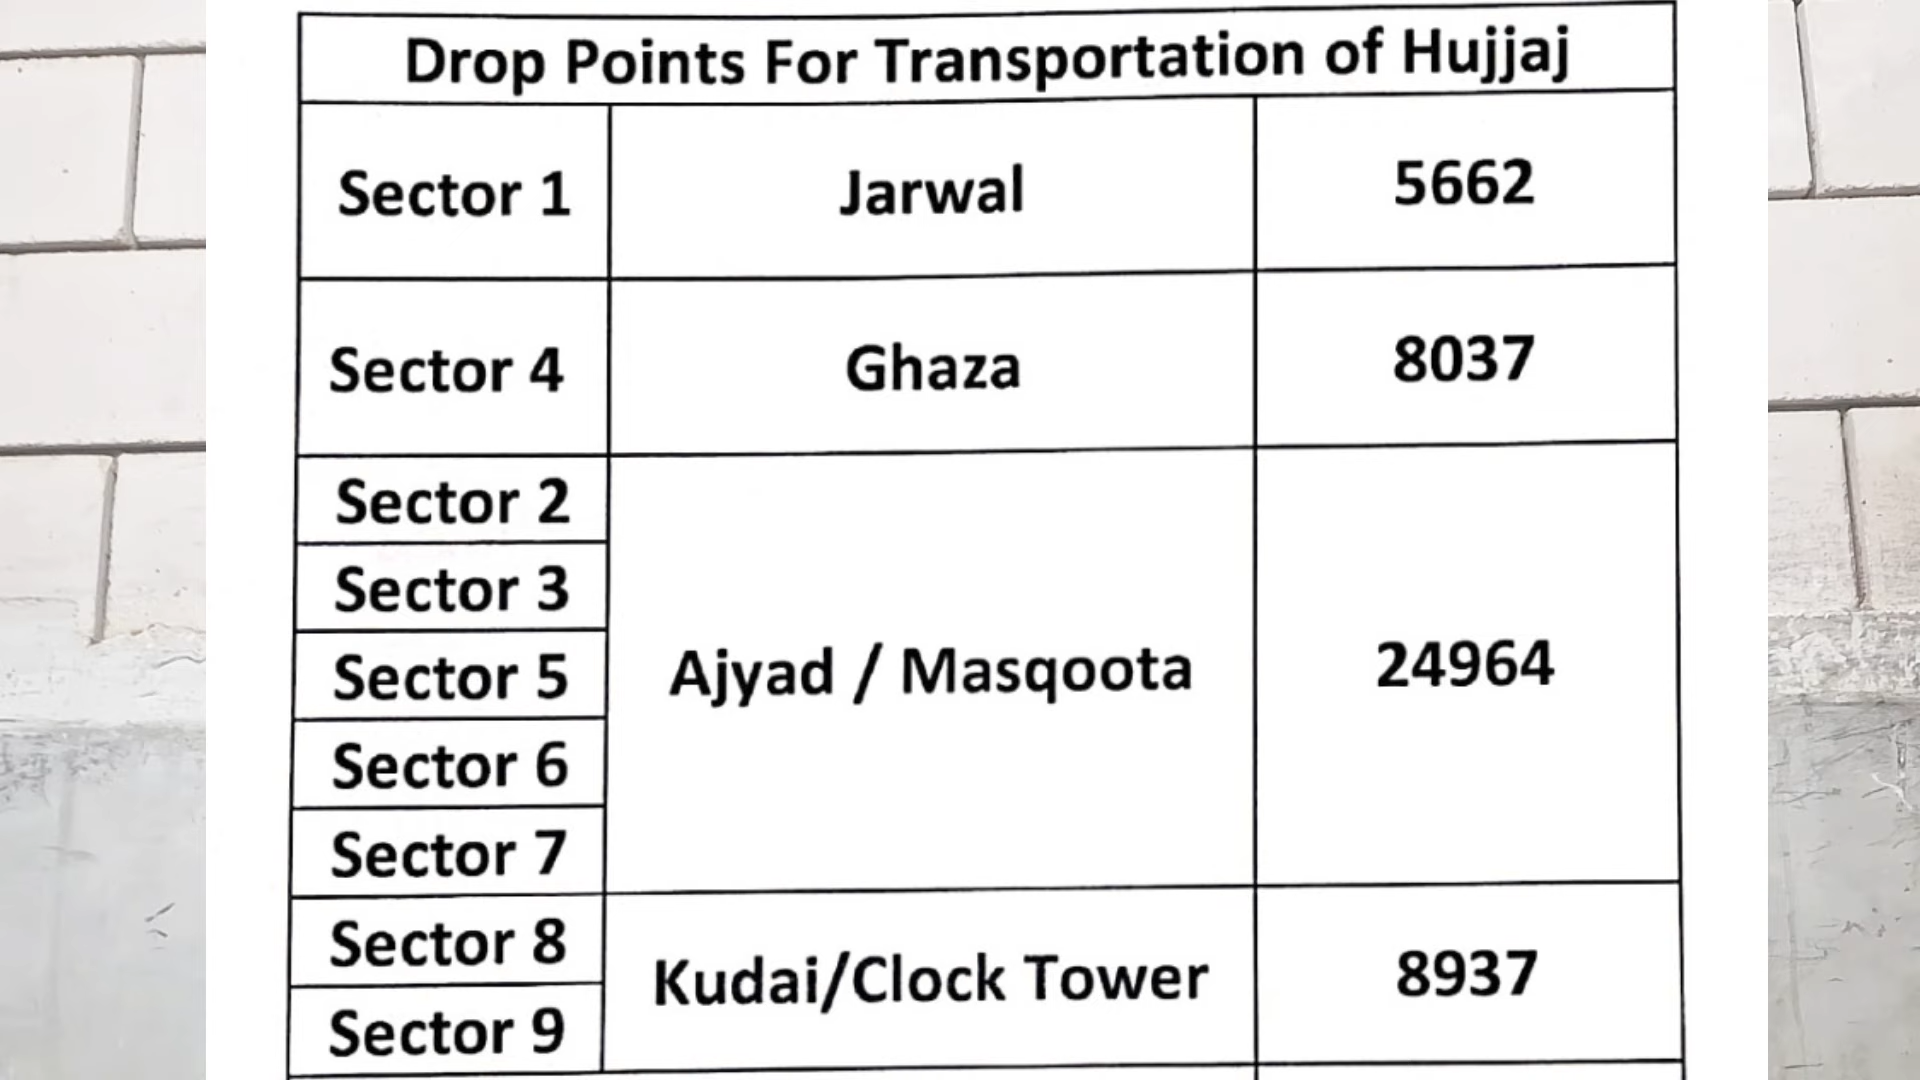 Drop Points For Transportation of Hujjaj
Sector 1 Jarwal 5662
Sector 4 Ghaza 8037
Sector 2
Sector 3
Sector 5
Sector 6
Sector 7
Ajyad / Masqoota 24964
Sector 8
Sector 9
Kudai/Clock Tower 8937